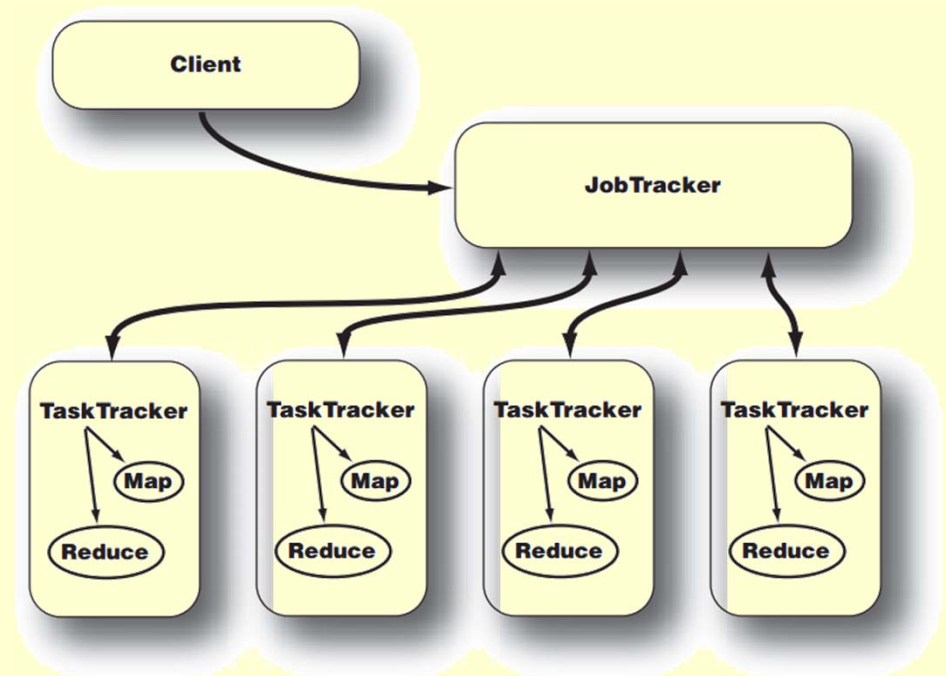 Client
JobTracker
TaskTracker
Map
Reduce
TaskTracker
Map
Reduce
TaskTracker
Map
Reduce
TaskTracker
Map
Reduce